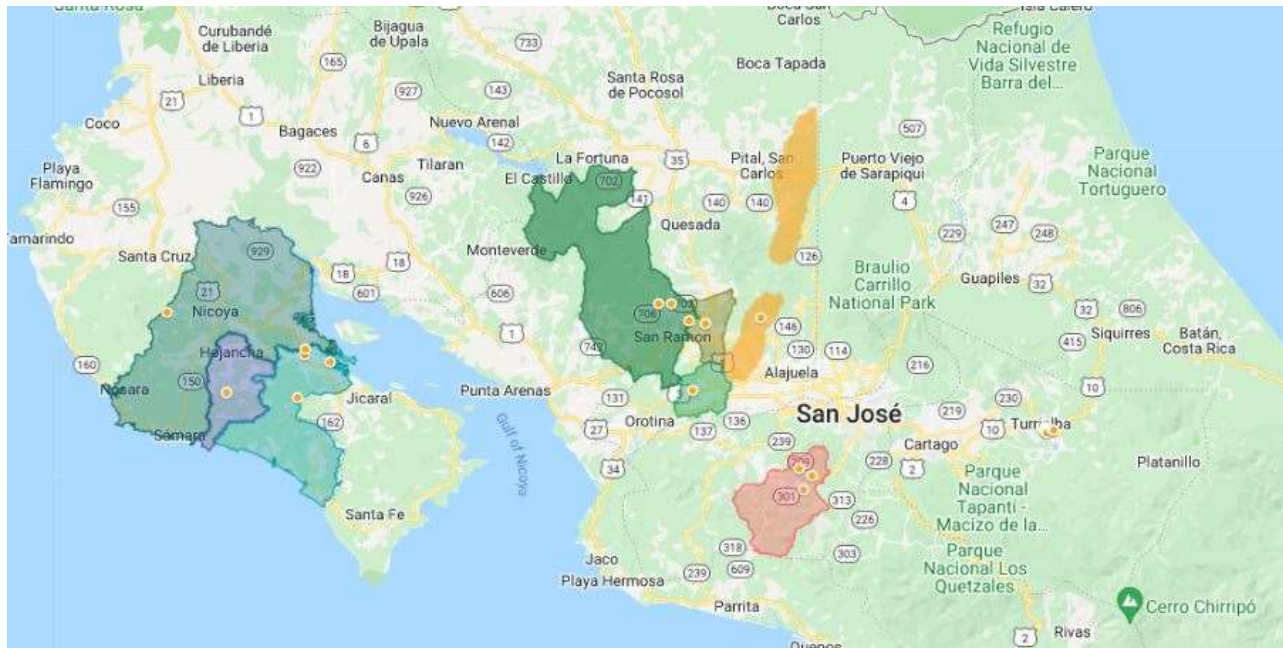 Santa Rosa
Curubandé
de Liberia
Bijagua
de Upala
Boca San
Carlos
Isla Calero
Refugio
Nacional de
Vida Silvestre
Barra del...
733
165
Boca Tapada
Liberia
Santa Rosa
de Pocosol
21
927
143
Coco
1
Nuevo Arenal
507
Bagaces
6
142
Playa
Flamingo
922
Tilaran
La Fortuna
35
Pital, San
Carlos
Puerto Viejo
de Sarapiqui
Parque
Nacional
Tortuguero
Canas
El Castillo
702
926
141
140
140
4
155
Quesada
247
248
229
Tamarindo
Santa Cruz
929
Monteverde
126
18
18
Guapiles
32
21
601
606
Braulio
Carrillo
National Park
Nicoya
706
32
806
1
San Ramon
146
Siquirres
Batán,
Costa Rica
Hojancha
742
130
114
415
160
Nosara
150
Punta Arenas
Alajuela
10
Jicaral
131
San José
230
162
Orotina
136
219
Sámara
27
137
10
Turrialba
239
Cartago
Gulf of Nicoya
34
209
228
2
Platanillo
301
313
Parque
Nacional
Tapantí -
Macizo de la...
Santa Fe
226
318
303
Jaco
Playa Hermosa
239
609
Parque
Nacional Los
Quetzales
Parrita
Cerro Chirripó
2
Rivas
Quepos